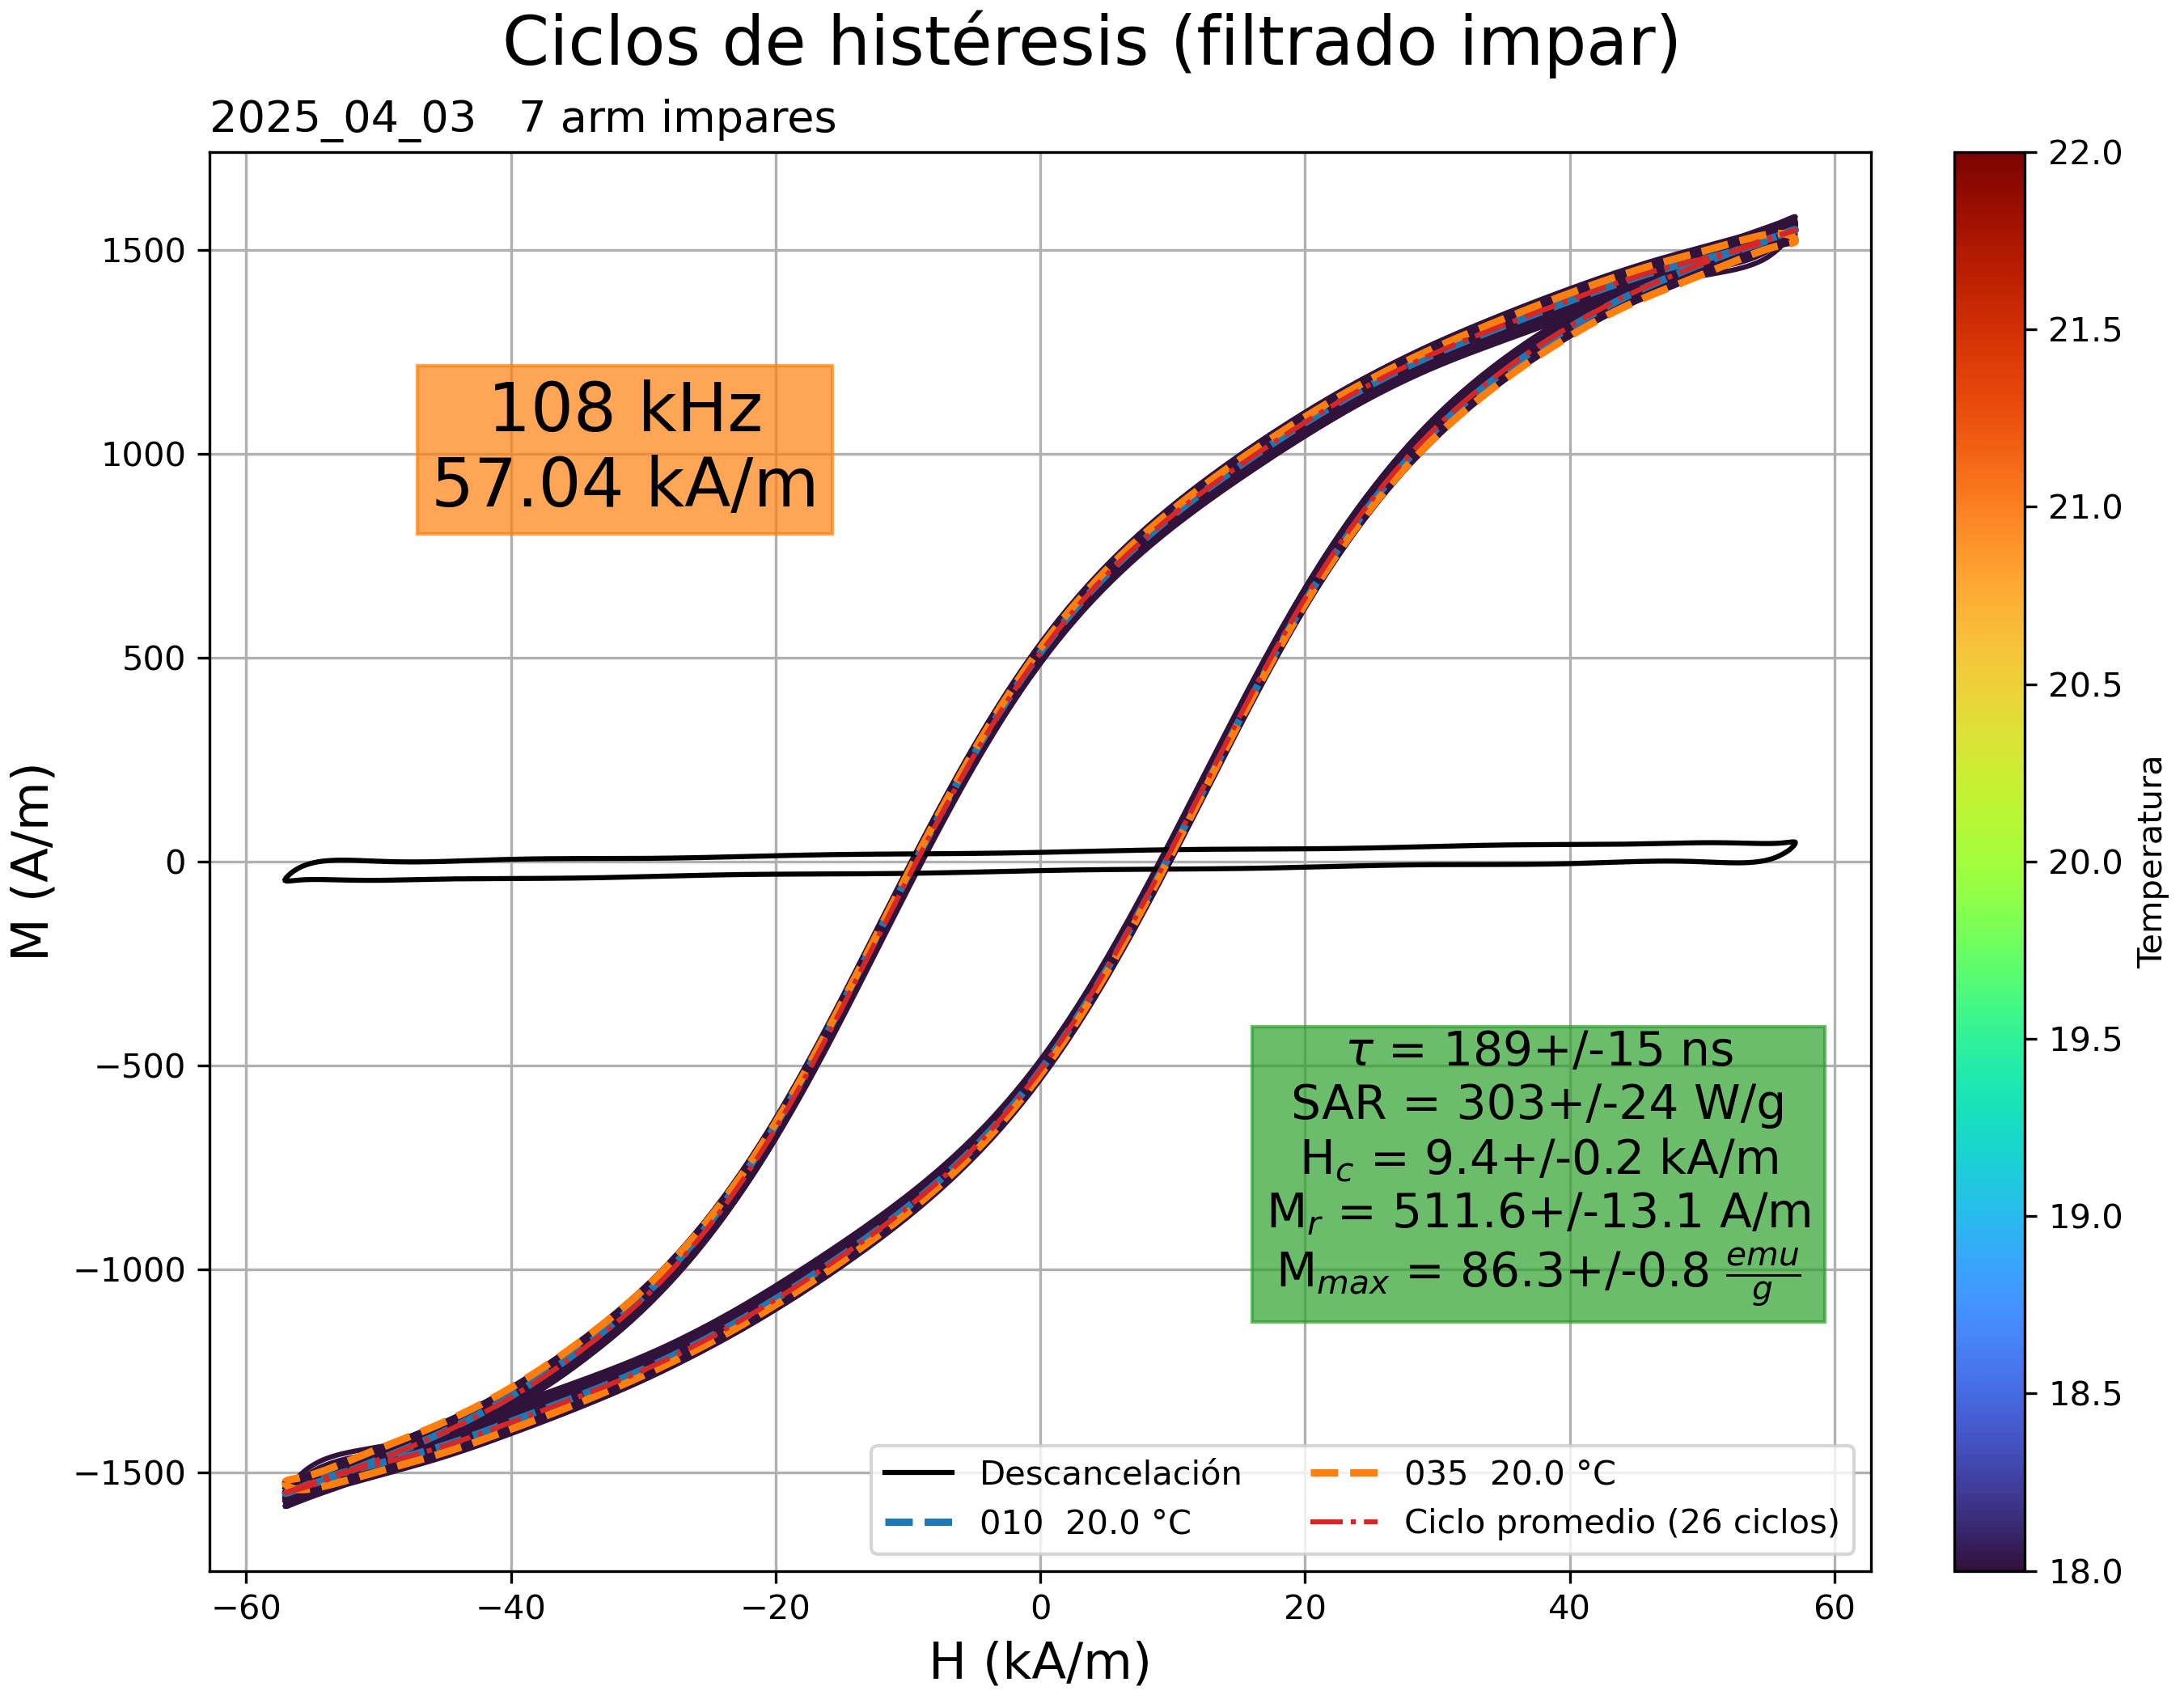 Ciclos de histéresis (filtrado impar)
2025_04_03   7 arm impares
108 kHz
57.04 kA/m
τ = 189+/-15 ns
SAR = 303+/-24 W/g
H_c = 9.4+/-0.2 kA/m
M_r = 511.6+/-13.1 A/m
M_max = 86.3+/-0.8 emu/g
Descancelación
010  20.0 °C
035  20.0 °C
Ciclo promedio (26 ciclos)
M (A/m)
1500
1000
500
0
−500
−1000
−1500
−60
−40
−20
0
20
40
60
H (kA/m)
22.0
21.5
21.0
20.5
20.0
19.5
19.0
18.5
18.0
Temperatura